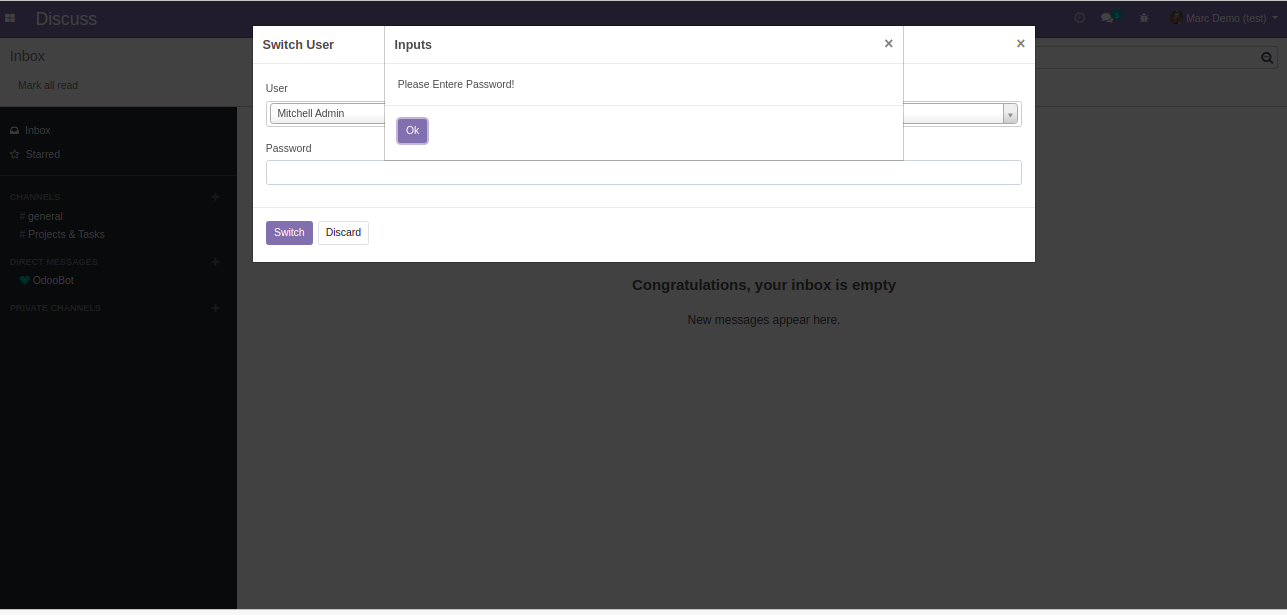 Discuss
1
Marc Demo (test)
Inbox
Mark all read
Switch User
×
Inputs
×
Please Entere Password!
Ok
User
Mitchell Admin
Password
Switch
Discard
Inbox
Starred
CHANNELS
# general
# Projects & Tasks
DIRECT MESSAGES
OdooBot
PRIVATE CHANNELS
Congratulations, your inbox is empty
New messages appear here.